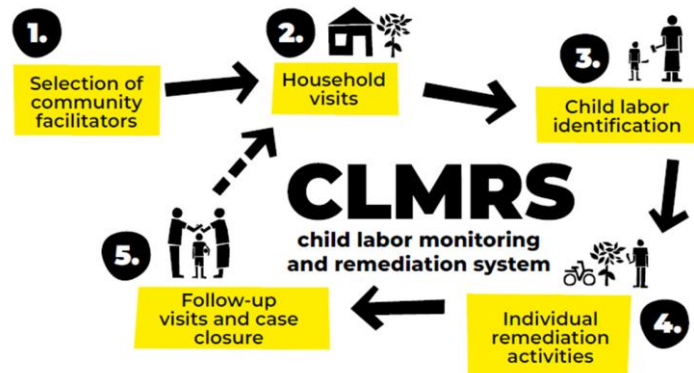 1.
Selection of
community
facilitators
2.
Household
visits
3.
Child labor
identification
CLMRS
child labor monitoring
and remediation system
4.
Individual
remediation
activities
5.
Follow-up
visits and case
closure